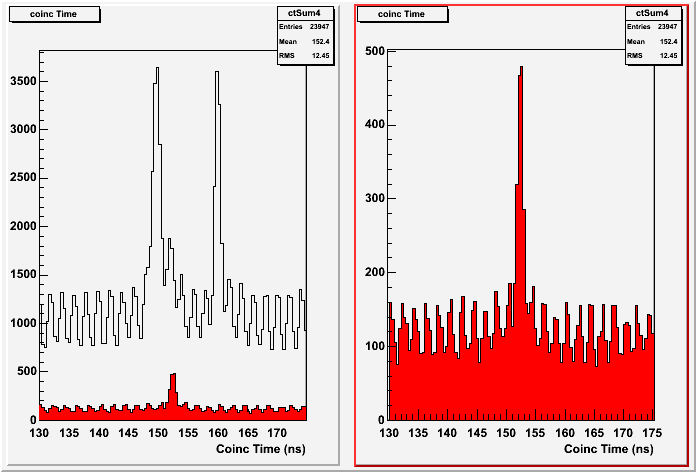 coinc Time
ctSum4
Entries 23947
Mean 152.4
RMS 12.45
3500
3000
2500
2000
1500
1000
500
0
130 135 140 145 150 155 160 165 170
Coinc Time (ns)
coinc Time
ctSum4
Entries 23947
Mean 152.4
RMS 12.45
500
400
300
200
100
0
130 135 140 145 150 155 160 165 170 175
Coinc Time (ns)